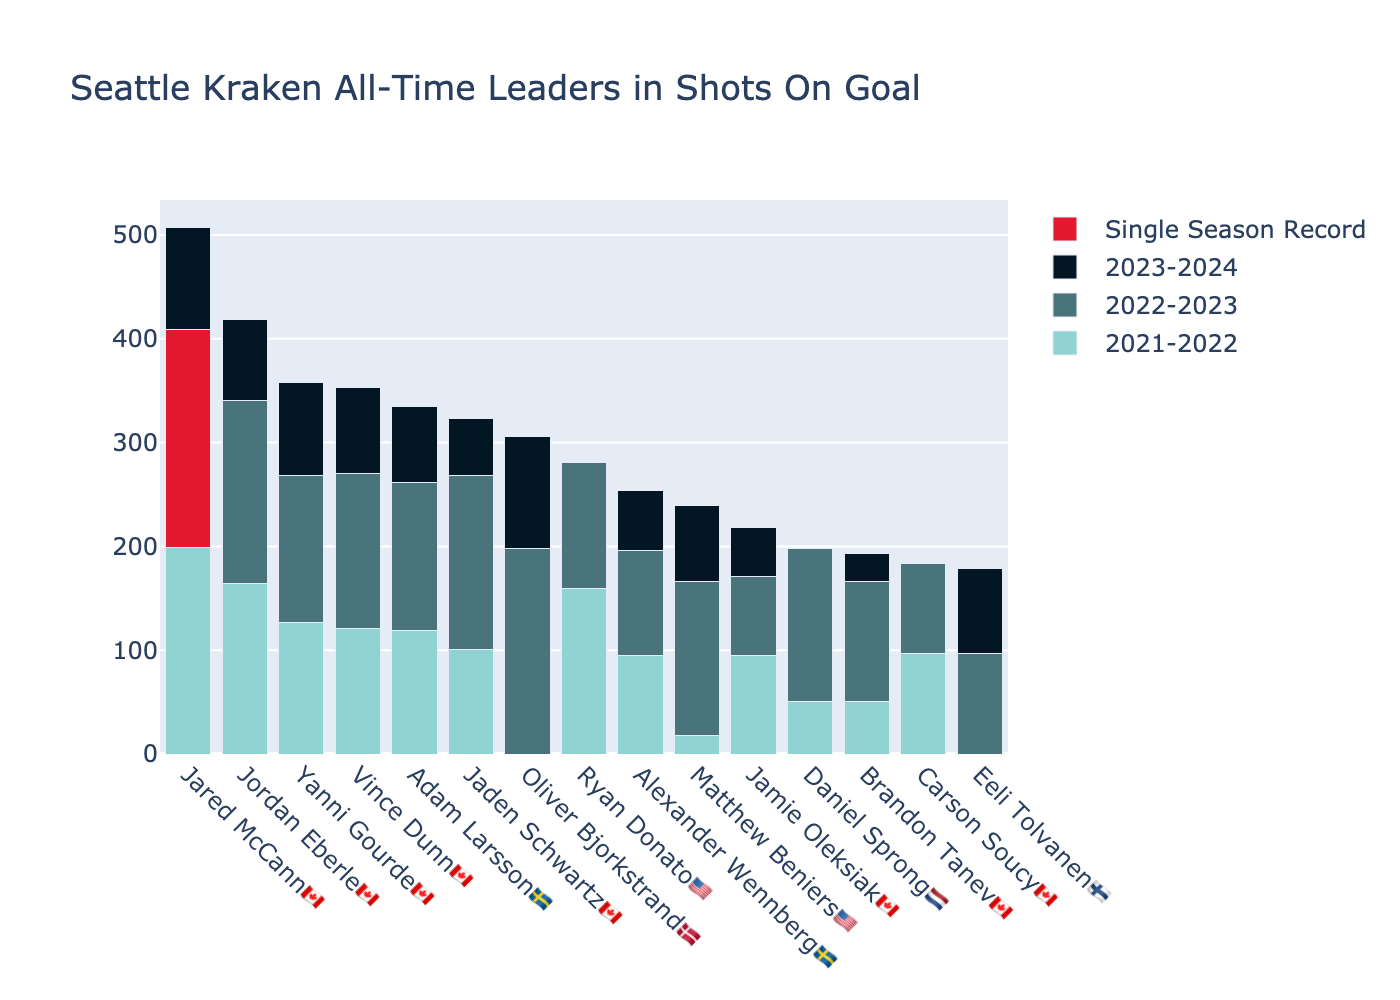 Seattle Kraken All-Time Leaders in Shots On Goal
500
400
300
200
100
0
Single Season Record
2023-2024
2022-2023
2021-2022
Jared McCann🇨🇦
Jordan Eberle🇨🇦
Yanni Gourde🇨🇦
Vince Dunn🇨🇦
Adam Larsson🇸🇪
Jaden Schwartz🇨🇦
Oliver Bjorkstrand🇩🇰
Ryan Donato🇺🇸
Alexander Wennberg🇸🇪
Matthew Beniers🇺🇸
Jamie Oleksiak🇨🇦
Daniel Sprong🇳🇱
Brandon Tanev🇨🇦
Carson Soucy🇨🇦
Eeli Tolvanen🇫🇮